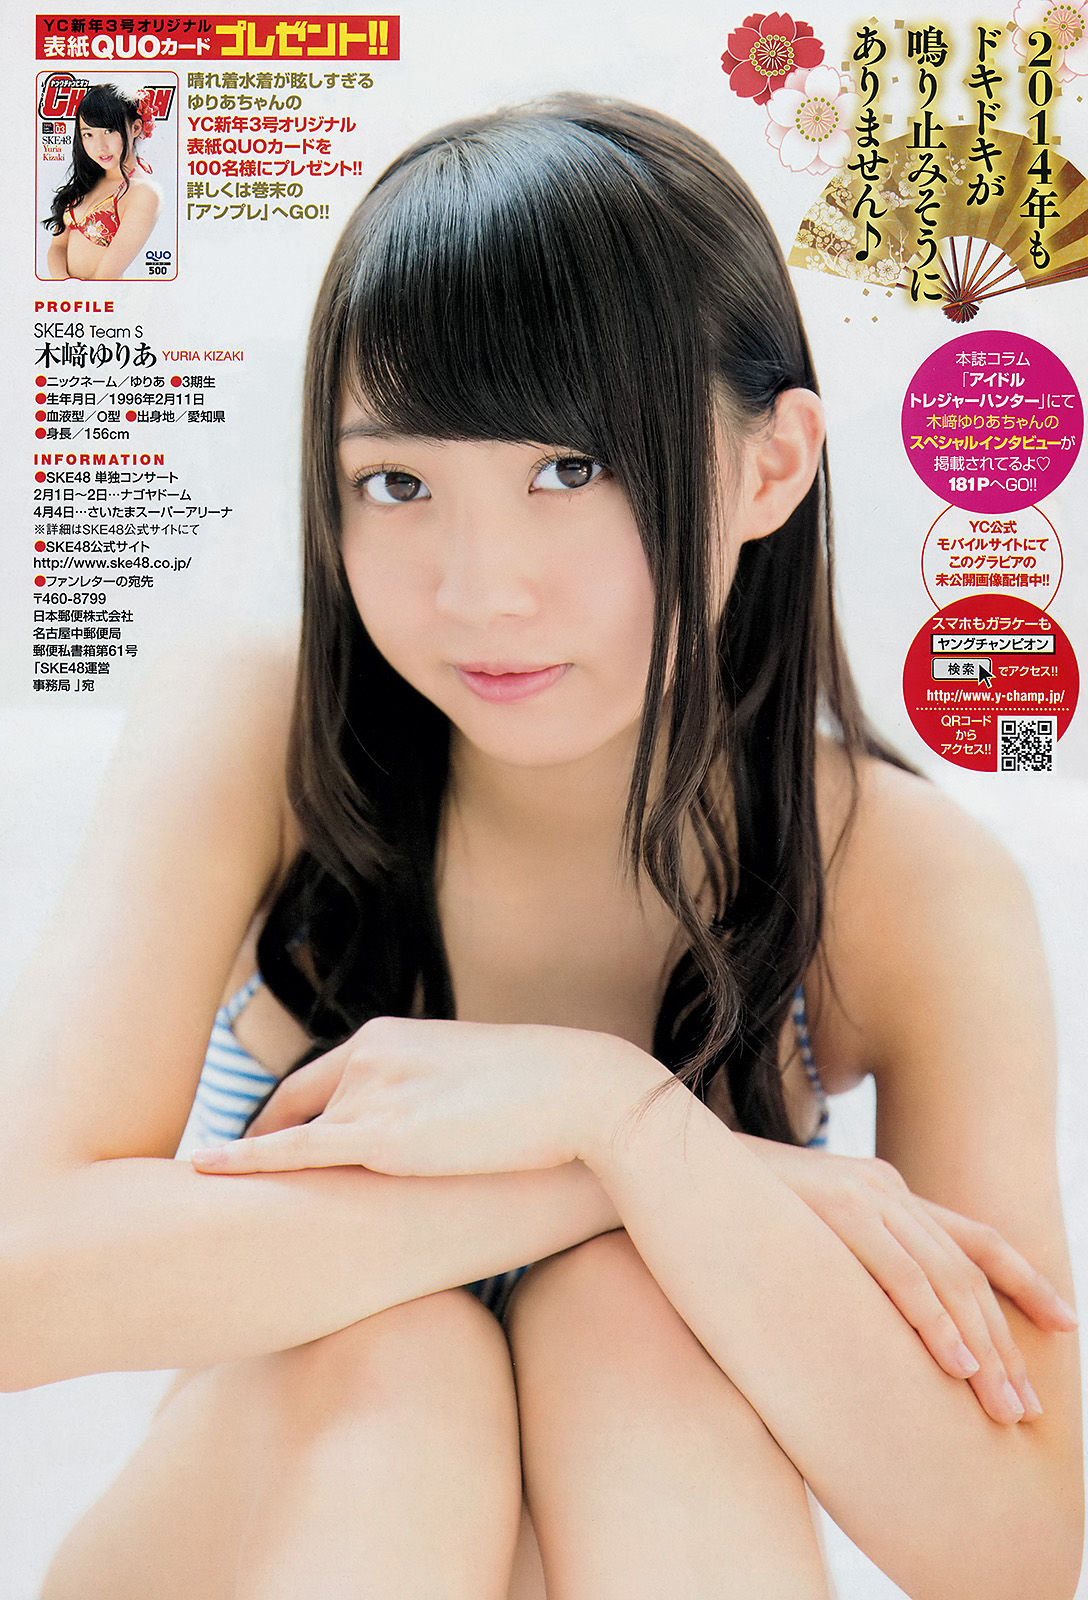 YC新年3号オリジナル
表紙QUOカード プレゼント!!
晴れ着水着が眩しすぎる
ゆりあちゃんの
YC新年3号オリジナル
表紙QUOカードを
100名様にプレゼント!!
詳しくは巻末の
「アンプレ」へGO!!
ヤングチャンピオン
CHAMPION
03
SKE48
Yuria
Kizaki
QUO
500
PROFILE
SKE48 Team S
木﨑ゆりあ YURIA KIZAKI
●ニックネーム／ゆりあ ●3期生
●生年月日／1996年2月11日
●血液型／O型 ●出身地／愛知県
●身長／156cm
INFORMATION
●SKE48 単独コンサート
2月1日〜2日…ナゴヤドーム
4月4日…さいたまスーパーアリーナ
※詳細はSKE48公式サイトにて
●SKE48公式サイト
http://www.ske48.co.jp/
●ファンレターの宛先
〒460-8799
日本郵便株式会社
名古屋中郵便局
郵便私書箱第61号
「SKE48運営
事務局」宛
2014年も
ドキドキが
鳴り止みそうに
ありません♪
本誌コラム
「アイドル
トレジャーハンター」にて
木﨑ゆりあちゃんの
スペシャルインタビューが
掲載されてるよ♡
181PへGO!!
YC公式
モバイルサイトにて
このグラビアの
未公開画像配信中!!
スマホもガラケーも
ヤングチャンピオン
検索 でアクセス!!
http://www.y-champ.jp/
QRコード
から
アクセス!!